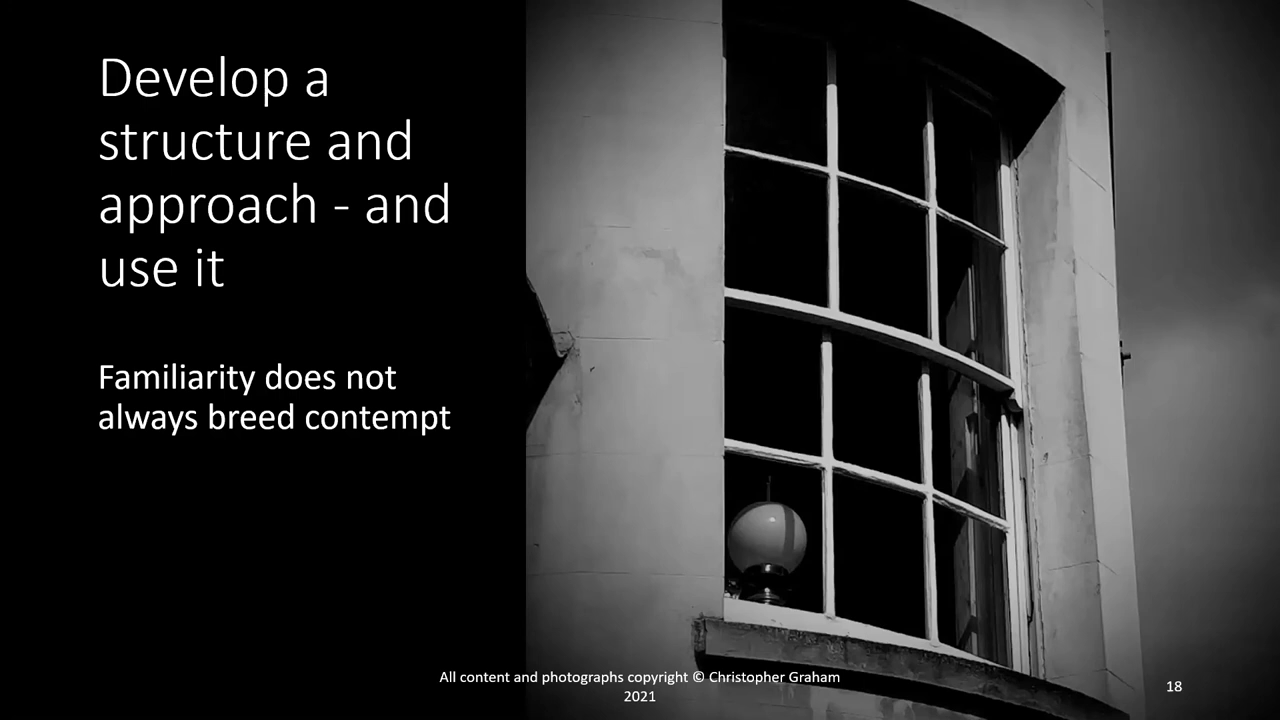 Develop a
structure and
approach - and
use it
Familiarity does not
always breed contempt
All content and photographs copyright © Christopher Graham
2021
18